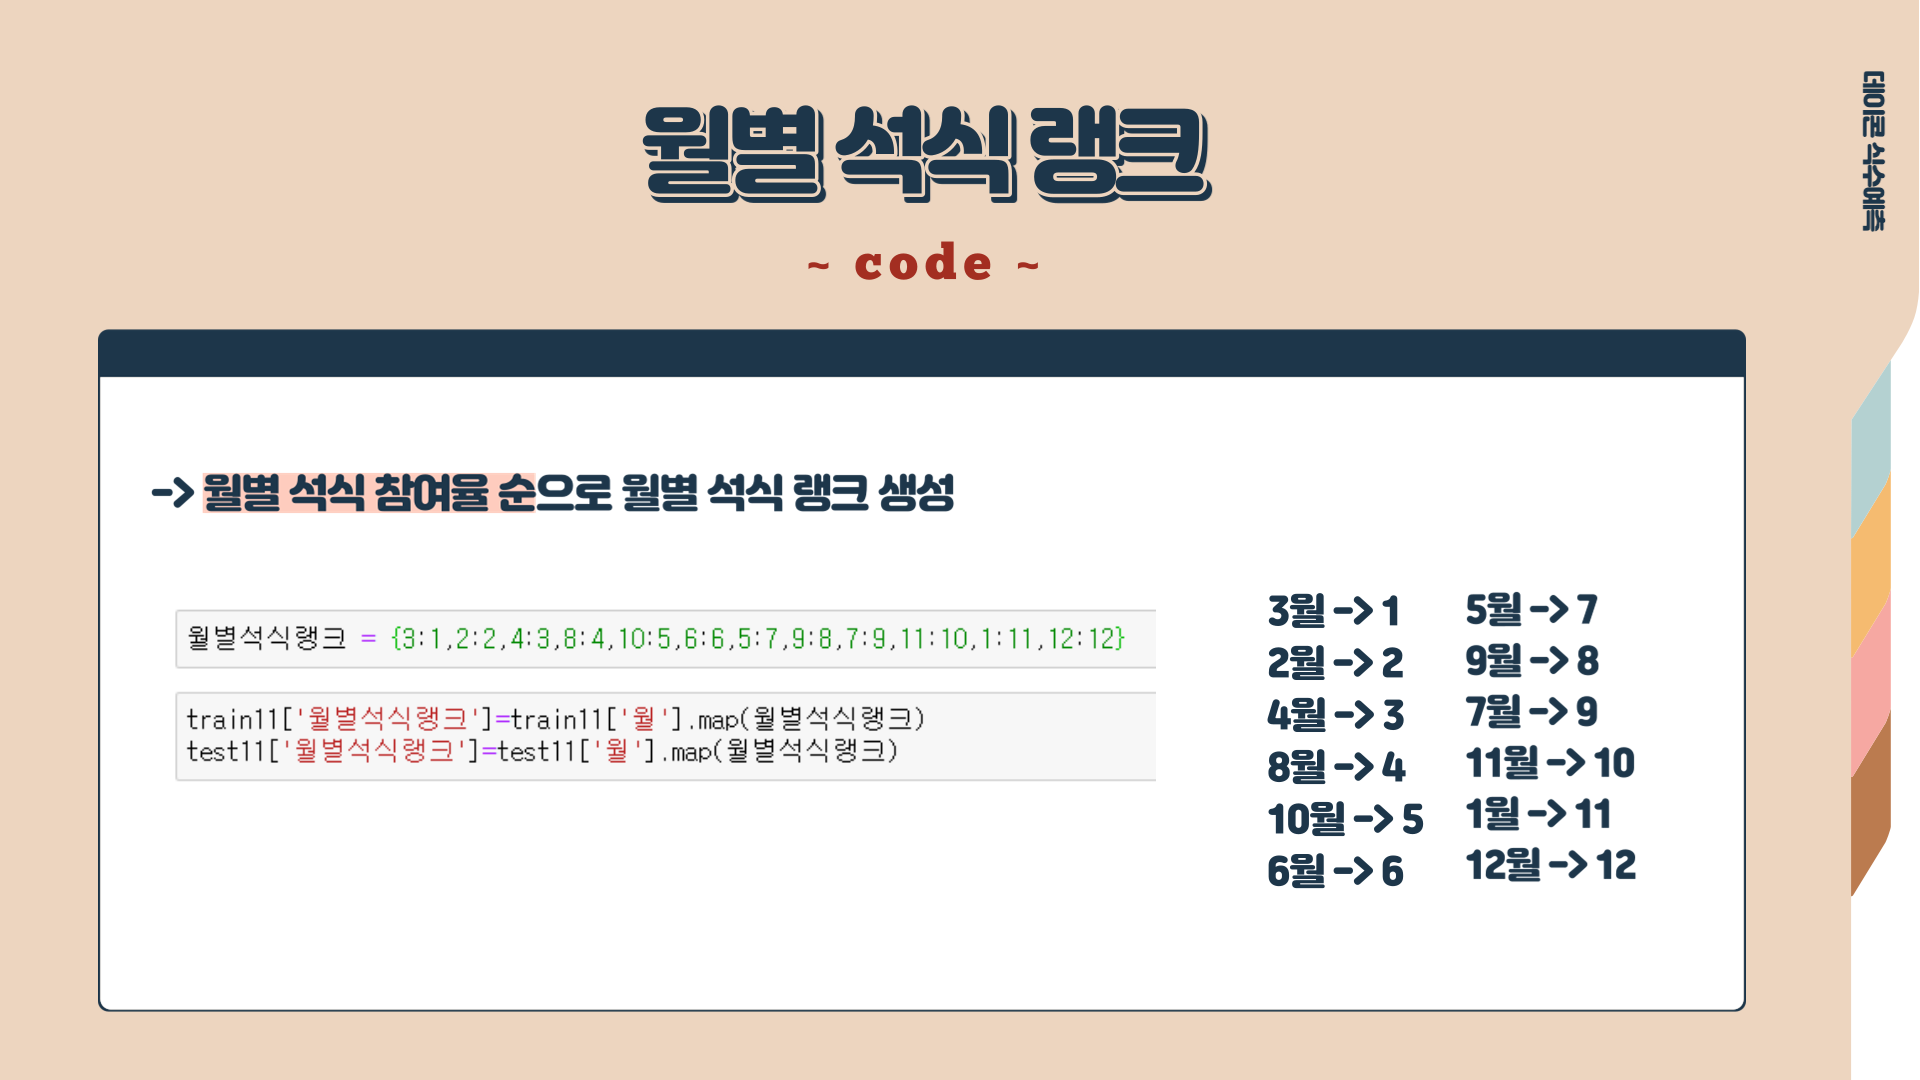 월별 석식 랭크
~ code ~
데이콘 식수예측
-> 월별 석식 참여율 순으로 월별 석식 랭크 생성
월별석식랭크 = {3:1,2:2,4:3,8:4,10:5,6:6,5:7,9:8,7:9,11:10,1:11,12:12}
train11['월별석식랭크']=train11['월'].map(월별석식랭크)
test11['월별석식랭크']=test11['월'].map(월별석식랭크)
3월 -> 1
2월 -> 2
4월 -> 3
8월 -> 4
10월 -> 5
6월 -> 6
5월 -> 7
9월 -> 8
7월 -> 9
11월 -> 10
1월 -> 11
12월 -> 12